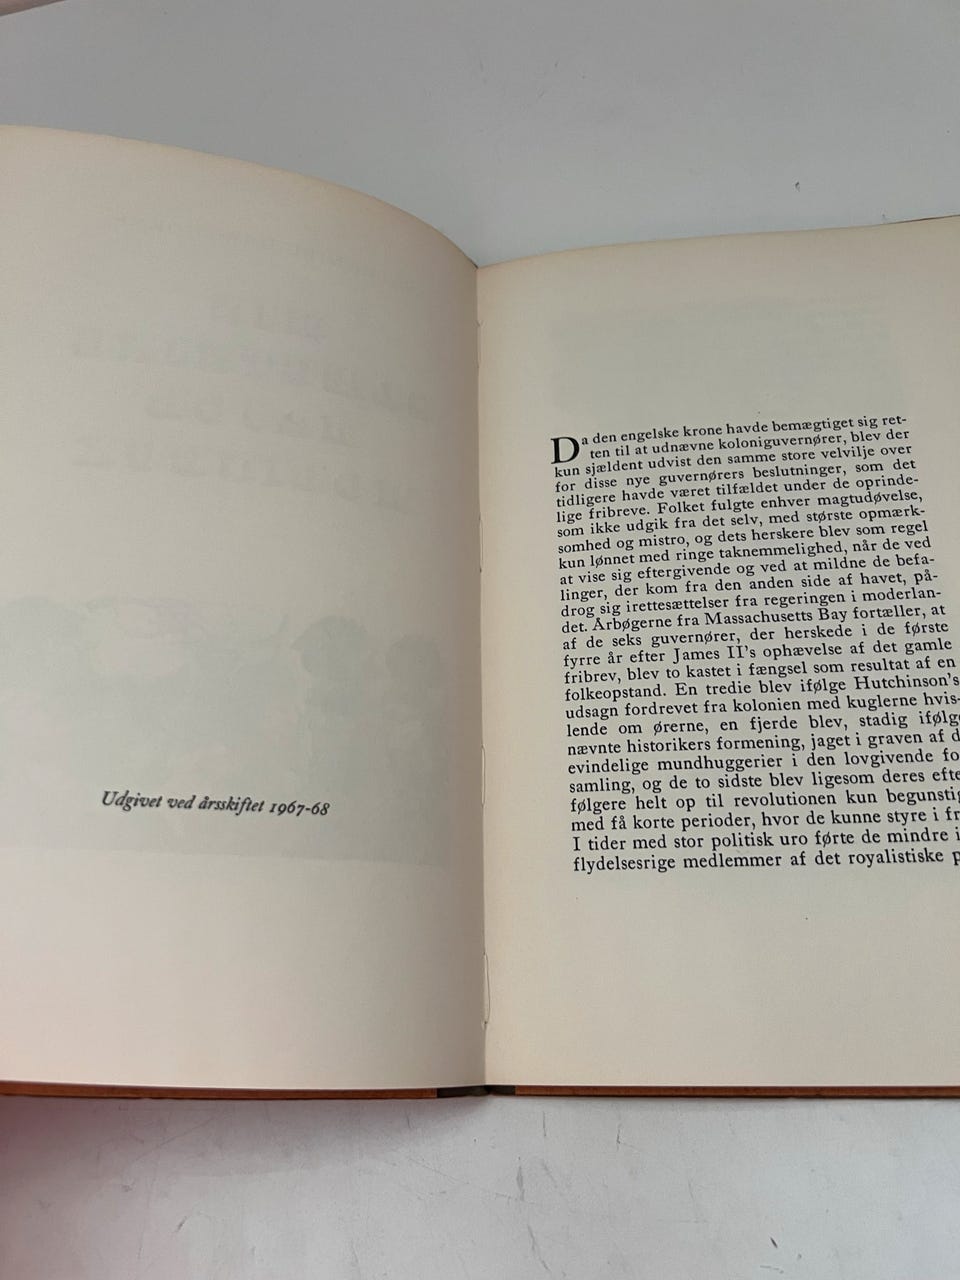 Udgivet ved årsskiftet 1967-68
Da den engelske krone havde bemægtiget sig ret-
ten til at udnævne koloniguvernører, blev der
kun sjældent udvist den samme store velvilje over
for disse nye guvernørers beslutninger, som det
tidligere havde været tilfældet under de oprinde-
lige fribreve. Folket fulgte enhver magtudøvelse,
som ikke udgik fra det selv, med største opmærk-
somhed og mistro, og dets herskere blev som regel
kun lønnet med ringe taknemmelighed, når de ved
at vise sig eftergivende og ved at mildne de befa-
linger, der kom fra den anden side af havet, på-
drog sig irettesættelser fra regeringen i moderlan-
det. Årbøgerne fra Massachusetts Bay fortæller, at
af de seks guvernører, der herskede i de første
fyrre år efter James II's ophævelse af det gamle
fribrev, blev to kastet i fængsel som resultat af en
folkeopstand. En tredie blev ifølge Hutchinson's
udsagn fordrevet fra kolonien med kuglerne hvis-
lende om ørerne, en fjerde blev, stadig ifølg
nævnte historikers formening, jaget i graven af d
evindelige mundhuggerier i den lovgivende fo
samling, og de to sidste blev ligesom deres efte
følgere helt op til revolutionen kun begunstig
med få korte perioder, hvor de kunne styre i fr
I tider med stor politisk uro førte de mindre i
flydelsesrige medlemmer af det royalistiske p